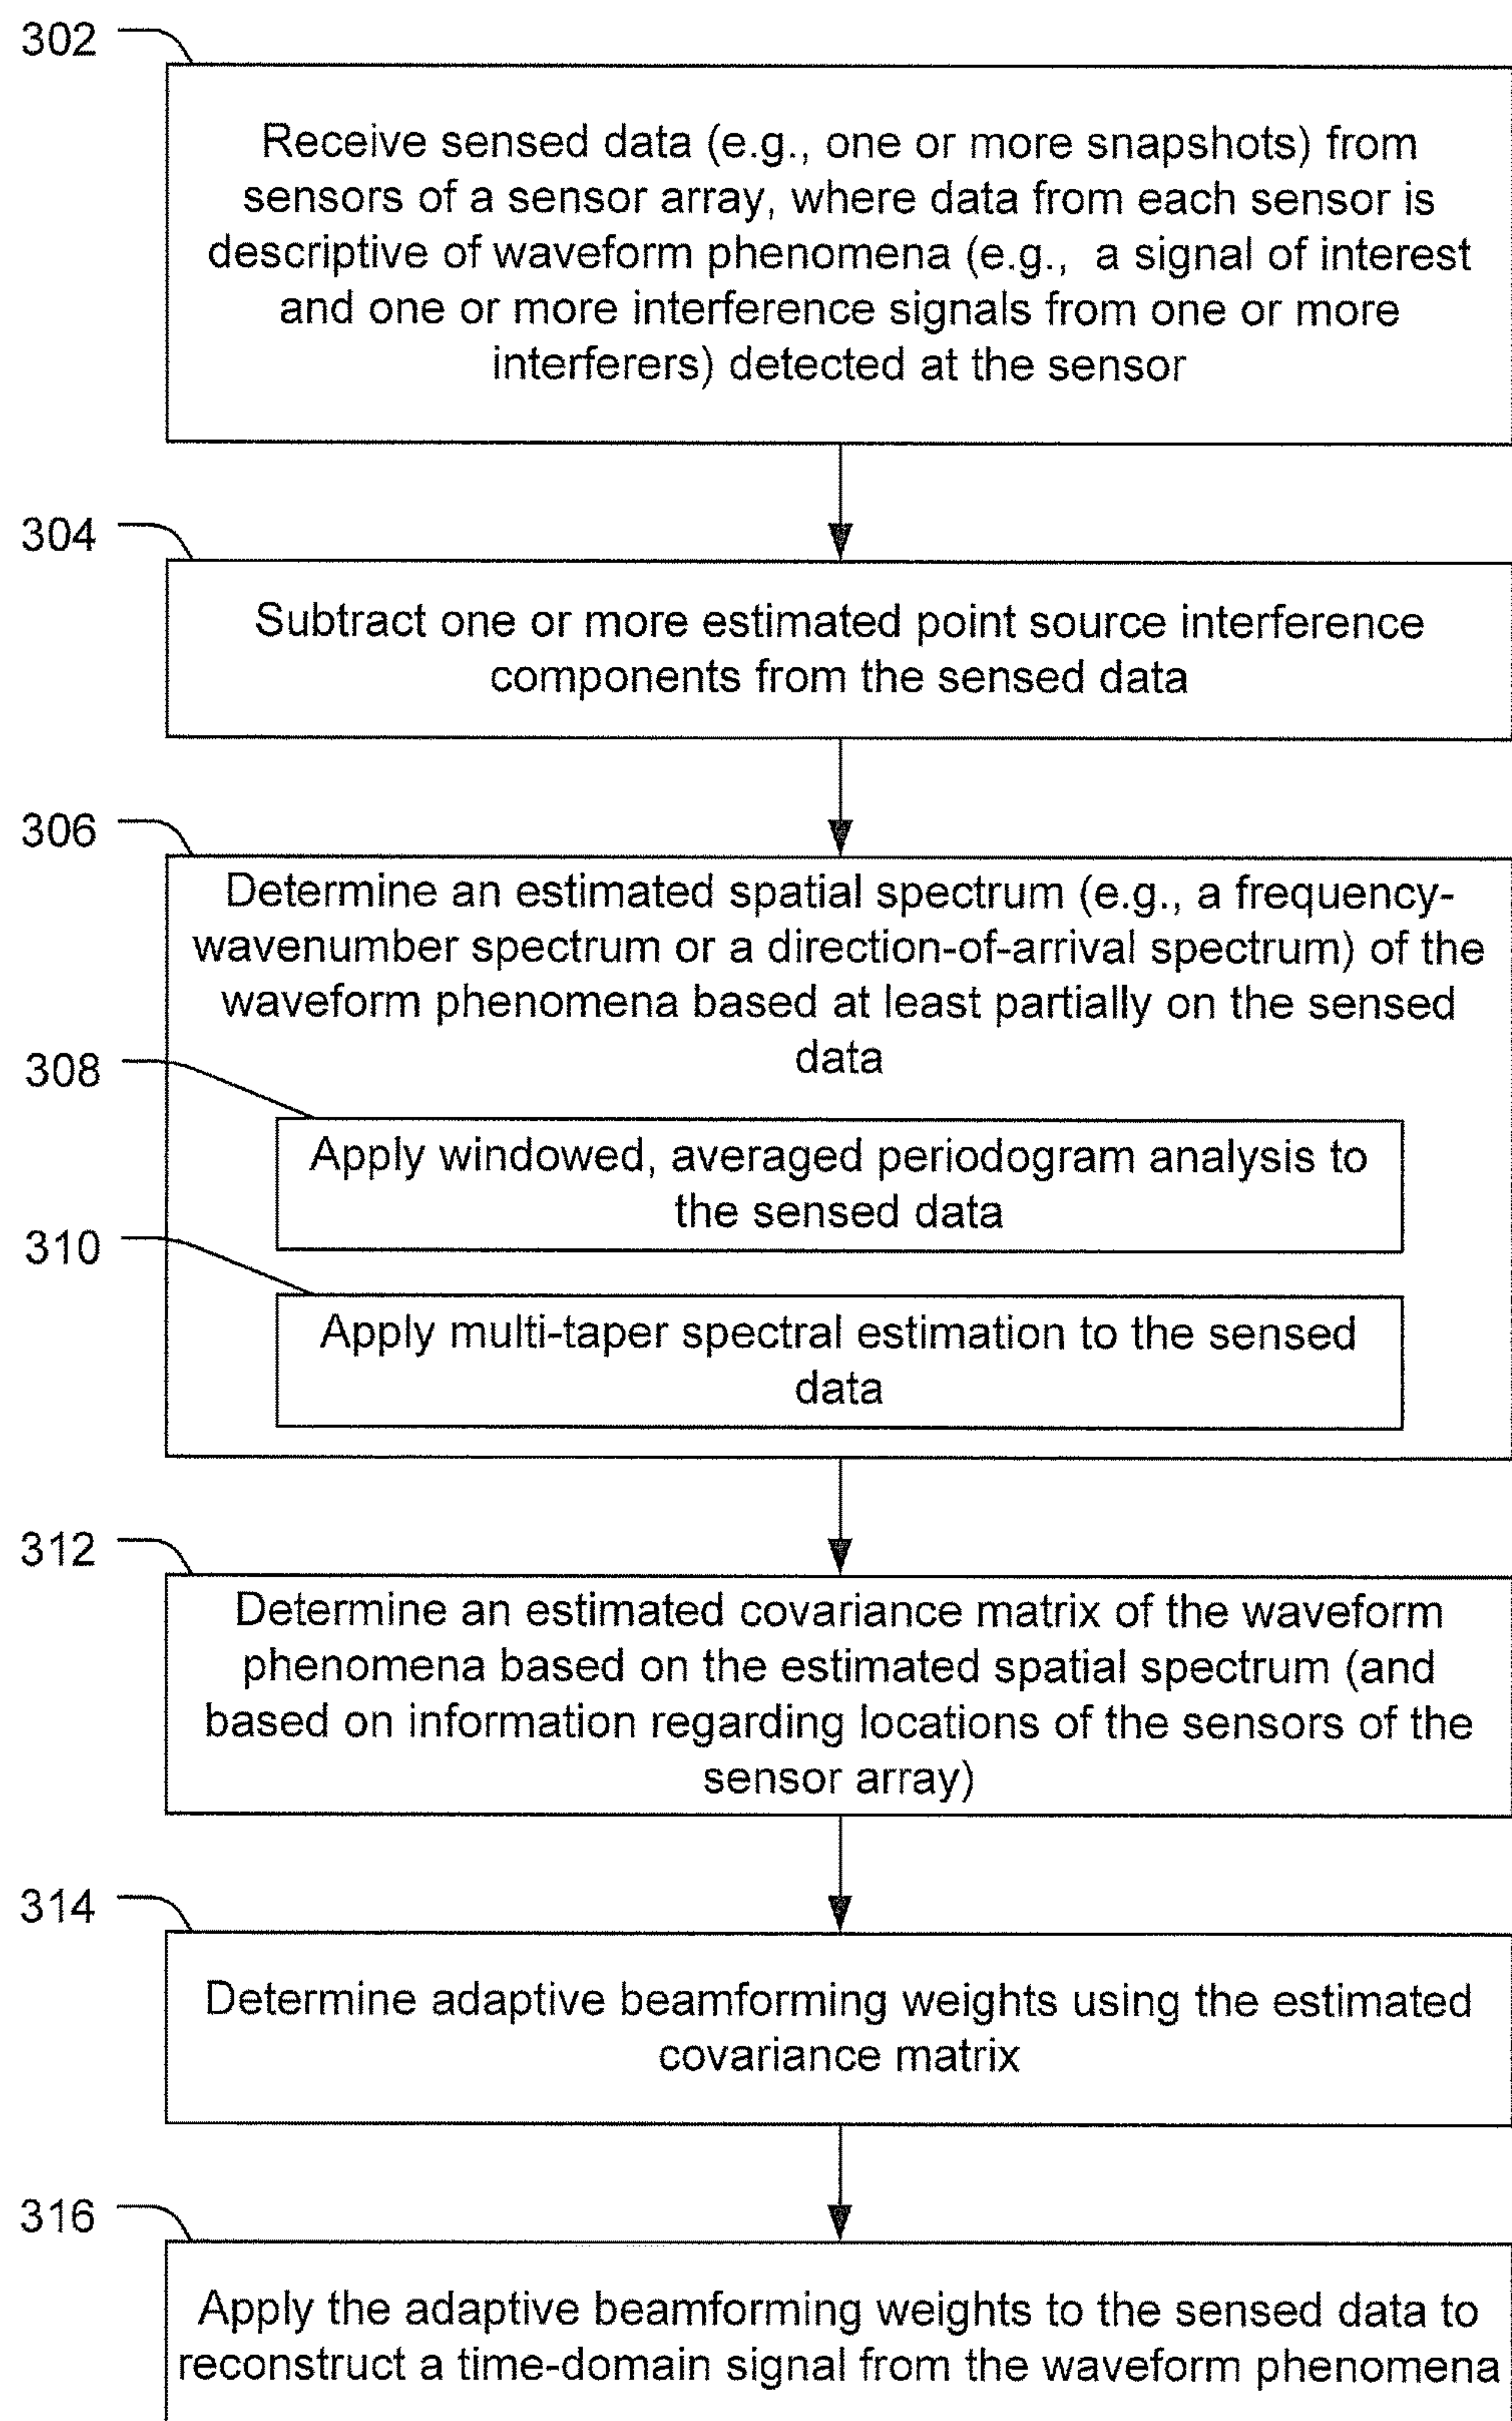 302
Receive sensed data (e.g., one or more snapshots) from
sensors of a sensor array, where data from each sensor is
descriptive of waveform phenomena (e.g., a signal of interest
and one or more interference signals from one or more
interferers) detected at the sensor
304
Subtract one or more estimated point source interference
components from the sensed data
306
Determine an estimated spatial spectrum (e.g., a frequency-
wavenumber spectrum or a direction-of-arrival spectrum) of the
waveform phenomena based at least partially on the sensed
data
308
Apply windowed, averaged periodogram analysis to
the sensed data
310
Apply multi-taper spectral estimation to the sensed
data
312
Determine an estimated covariance matrix of the waveform
phenomena based on the estimated spatial spectrum (and
based on information regarding locations of the sensors of the
sensor array)
314
Determine adaptive beamforming weights using the estimated
covariance matrix
316
Apply the adaptive beamforming weights to the sensed data to
reconstruct a time-domain signal from the waveform phenomena